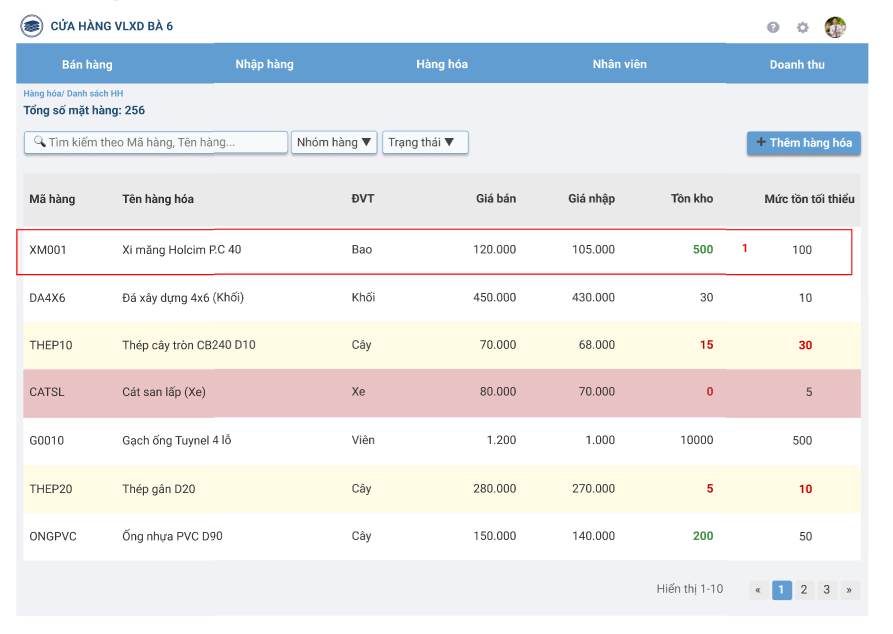 CỬA HÀNG VLXD BÀ 6
Bán hàng Nhập hàng Hàng hóa Nhân viên Doanh thu
Hàng hóa/ Danh sách HH
Tổng số mặt hàng: 256
Tìm kiếm theo Mã hàng, Tên hàng... Nhóm hàng ▼ Trạng thái ▼ + Thêm hàng hóa
Mã hàng Tên hàng hóa ĐVT Giá bán Giá nhập Tồn kho Mức tồn tối thiểu
XM001 Xi măng Holcim P.C 40 Bao 120.000 105.000 500 1 100
DA4X6 Đá xây dựng 4x6 (Khối) Khối 450.000 430.000 30 10
THEP10 Thép cây tròn CB240 D10 Cây 70.000 68.000 15 30
CATSL Cát san lấp (Xe) Xe 80.000 70.000 0 5
G0010 Gạch ống Tuynel 4 lỗ Viên 1.200 1.000 10000 500
THEP20 Thép gân D20 Cây 280.000 270.000 5 10
ONGPVC Ống nhựa PVC D90 Cây 150.000 140.000 200 50
Hiển thị 1-10 « 1 2 3 »